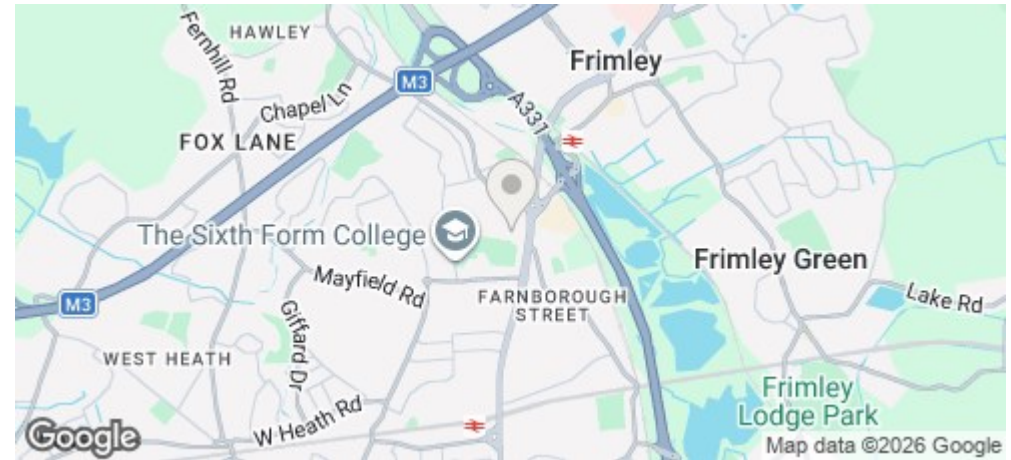 HAWLEY
Fernhill Rd
Chapel Ln
FOX LANE
M3
A331
Frimley
The Sixth Form College
Mayfield Rd
Frimley Green
M3
Giffard Dr
FARNBOROUGH
STREET
Lake Rd
WEST HEATH
W Heath Rd
Frimley
Lodge Park
Google
Map data ©2026 Google